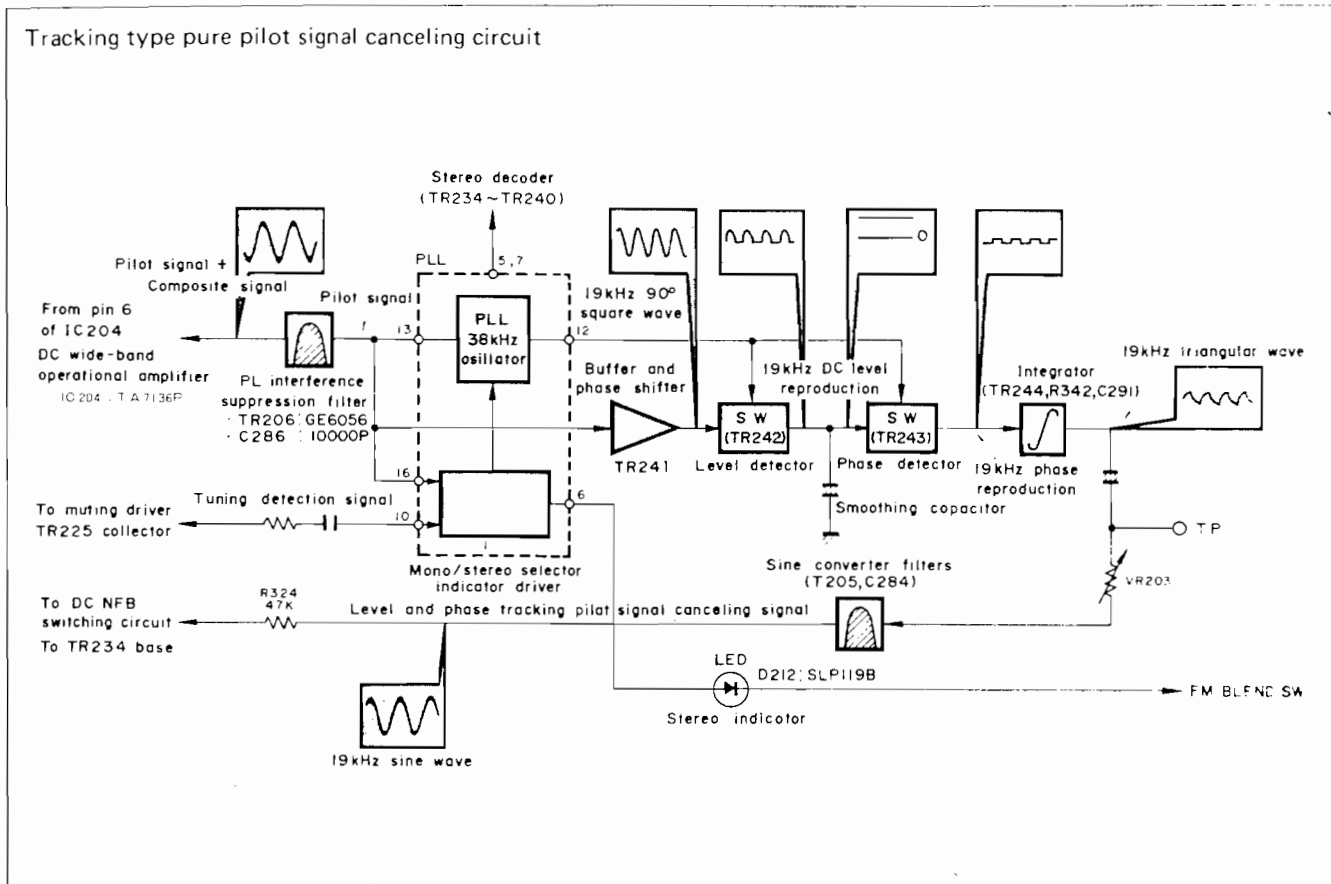 Tracking type pure pilot signal canceling circuit
Stereo decoder
(TR234~TR240)
Pilot signal +
Composite signal
PLL
5,7
Pilot signal
From pin 6
of IC204
DC wide-band
operational amplifier
IC204 : TA7136P
PL interference
suppression filter
· TR206 : GE6056
· C286 : 10000P
13
PLL
38kHz
osillator
12
19kHz 90°
square wave
Buffer and
phase shifter
TR241
SW
(TR242)
Level detector
19kHz DC level
reproduction
O
SW
(TR243)
Phase detector
Integrator
(TR244,R342,C291)
19kHz phase
reproduction
19kHz triangular wave
Smoothing capacitor
TP
VR203
16
Tuning detection signal
10
6
To muting driver
TR225 collector
Mono/stereo selector
indicator driver
Sine converter filters
(T205,C284)
To DC NFB
switching circuit
To TR234 base
R324
47K
Level and phase tracking pilot signal canceling signal
LED
D212:SLP119B
Stereo indicator
FM BLEND SW
19kHz sine wave